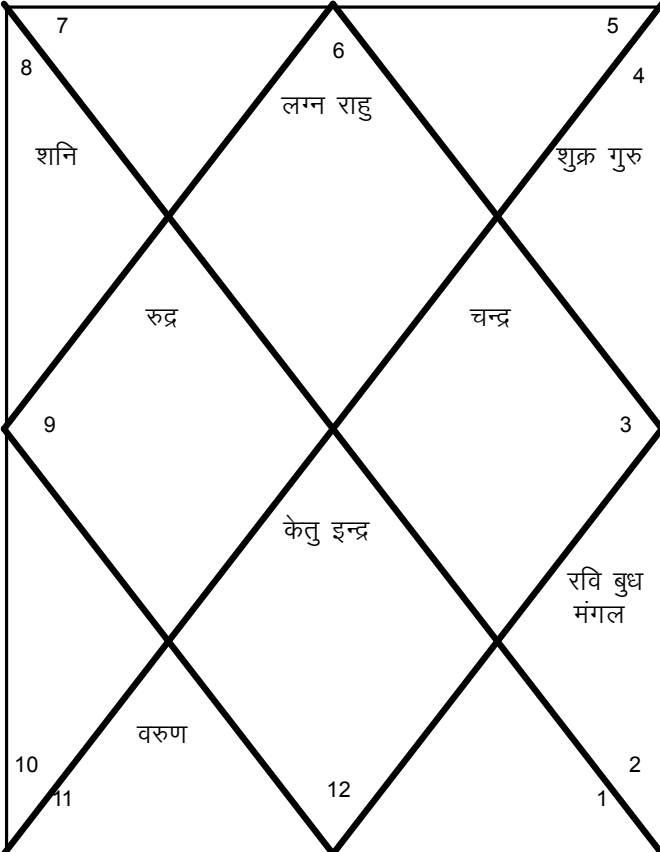 7
6
5
8
4
लग्न राहु
शनि
शुक्र गुरु
रुद्र
चन्द्र
9
3
केतु इन्द्र
रवि बुध
मंगल
वरुण
10
2
12
11
1